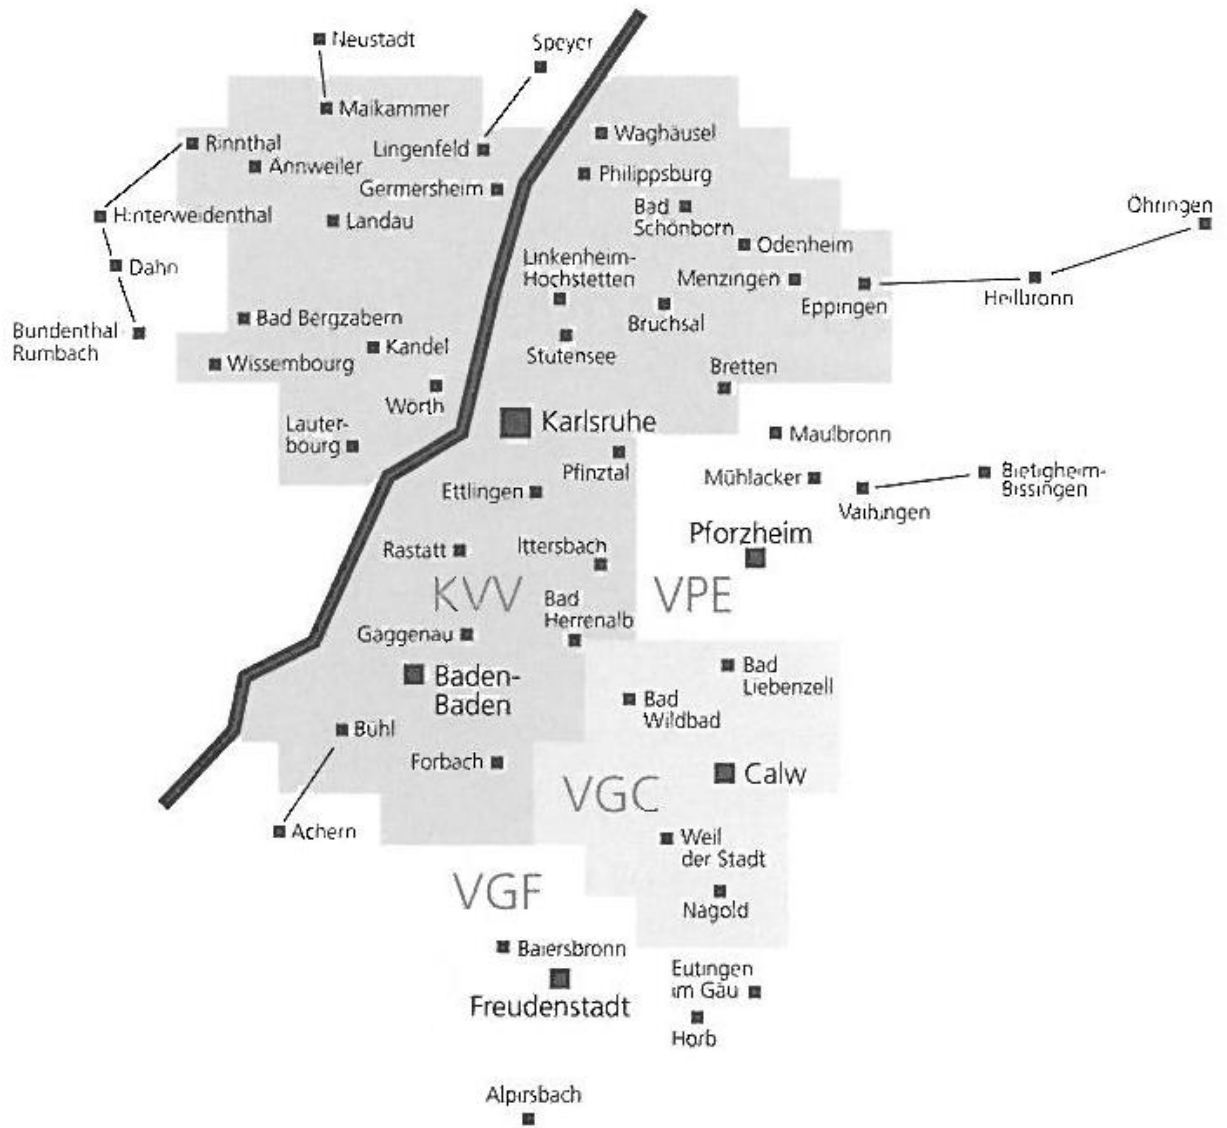 Neustadt
Speyer
Maikammer
Waghäusel
Rinnthal
Lingenfeld
Annweiler
Philippsburg
Germersheim
Bad
Schönborn
Hinterweidenthal
Landau
Öhringen
Odenheim
Dahn
Linkenheim-
Hochstetten
Menzingen
Eppingen
Heilbronn
Bad Bergzabern
Bruchsal
Bundenthal
Rumbach
Kandel
Stutensee
Wissembourg
Bretten
Wörth
Karlsruhe
Lauter-
bourg
Maulbronn
Pfinztal
Mühlacker
Bietigheim-
Bissingen
Ettlingen
Vaihingen
Pforzheim
Rastatt
Ittersbach
KVV
VPE
Bad
Herrenalb
Gaggenau
Baden-
Baden
Bad
Liebenzell
Bad
Wildbad
Bühl
Forbach
Calw
VGC
Achern
Weil
der Stadt
VGF
Nagold
Baiersbronn
Freudenstadt
Eutingen
im Gäu
Horb
Alpirsbach